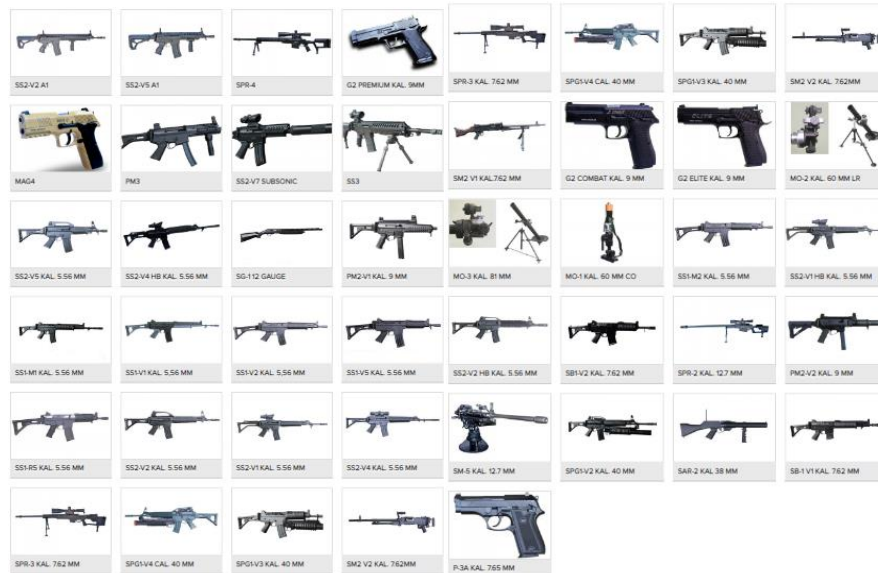 SS2-V2 A1
SS2-V5 A1
SPR-4
G2 PREMIUM KAL. 9MM
SPR-3 KAL. 7.62 MM
SPG1-V4 CAL. 40 MM
SPG1-V3 KAL. 40 MM
SM2 V2 KAL. 7.62MM
MAG4
PM3
SS2-V7 SUBSONIC
SS3
SM2 V1 KAL.7.62 MM
G2 COMBAT KAL. 9 MM
G2 ELITE KAL. 9 MM
MO-2 KAL. 60 MM LR
SS2-V5 KAL. 5.56 MM
SS2-V4 HB KAL. 5.56 MM
SG-1 12 GAUGE
PM2-V1 KAL. 9 MM
MO-3 KAL. 81 MM
MO-1 KAL. 60 MM CO
SS1-M2 KAL. 5.56 MM
SS2-V1 HB KAL. 5.56 MM
SS1-M1 KAL. 5.56 MM
SS1-V1 KAL. 5,56 MM
SS1-V2 KAL. 5,56 MM
SS1-V5 KAL. 5.56 MM
SS2-V2 HB KAL. 5.56 MM
SB1-V2 KAL. 7.62 MM
SPR-2 KAL. 12.7 MM
PM2-V2 KAL. 9 MM
SS1-R5 KAL. 5.56 MM
SS2-V2 KAL. 5.56 MM
SS2-V1 KAL. 5.56 MM
SS2-V4 KAL. 5.56 MM
SM-5 KAL. 12.7 MM
SPG1-V2 KAL. 40 MM
SAR-2 KAL 38 MM
SB-1 V1 KAL. 7.62 MM
SPR-3 KAL. 7.62 MM
SPG1-V4 CAL. 40 MM
SPG1-V3 KAL. 40 MM
SM2 V2 KAL. 7.62MM
P-3A KAL. 7.65 MM